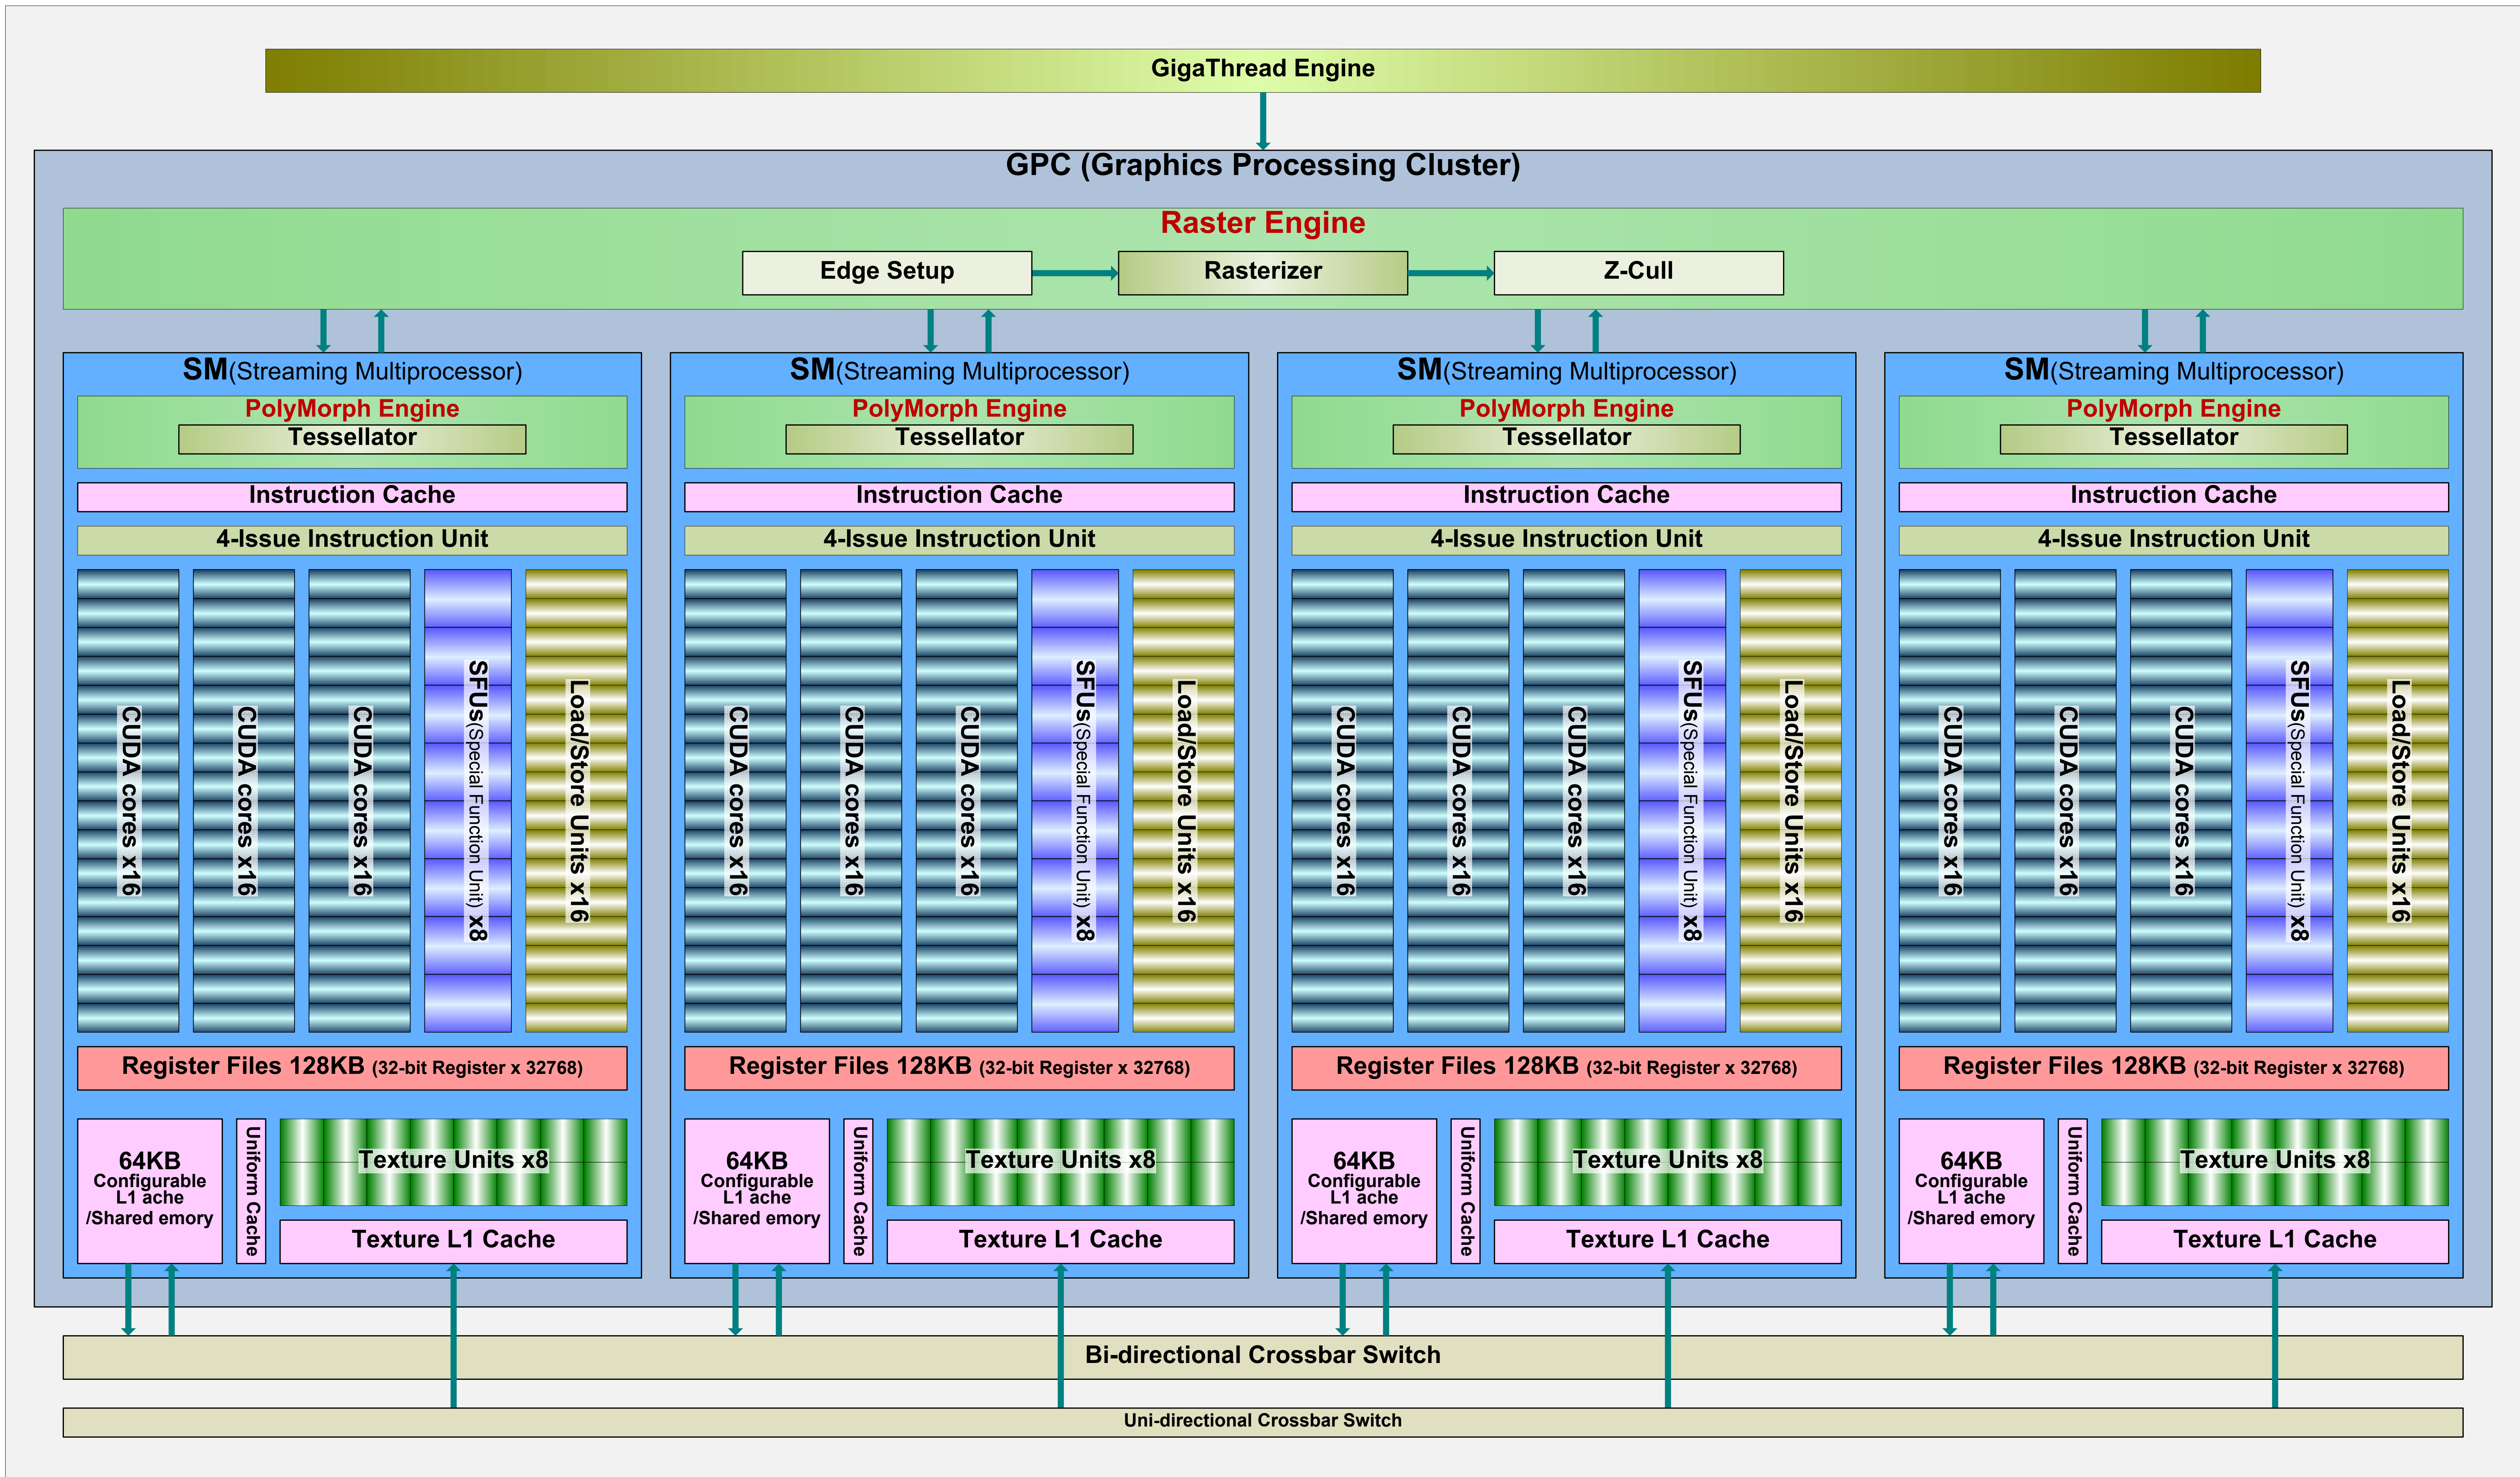 GigaThread Engine
GPC (Graphics Processing Cluster)
Raster Engine
Edge Setup
Rasterizer
Z-Cull
SM(Streaming Multiprocessor)
PolyMorph Engine
Tessellator
Instruction Cache
4-Issue Instruction Unit
CUDA cores x16
CUDA cores x16
CUDA cores x16
SFUs(Special Function Unit) x8
Load/Store Units x16
Register Files 128KB (32-bit Register x 32768)
64KB
Configurable
L1 ache
/Shared emory
Uniform Cache
Texture Units x8
Texture L1 Cache
SM(Streaming Multiprocessor)
PolyMorph Engine
Tessellator
Instruction Cache
4-Issue Instruction Unit
CUDA cores x16
CUDA cores x16
CUDA cores x16
SFUs(Special Function Unit) x8
Load/Store Units x16
Register Files 128KB (32-bit Register x 32768)
64KB
Configurable
L1 ache
/Shared emory
Uniform Cache
Texture Units x8
Texture L1 Cache
SM(Streaming Multiprocessor)
PolyMorph Engine
Tessellator
Instruction Cache
4-Issue Instruction Unit
CUDA cores x16
CUDA cores x16
CUDA cores x16
SFUs(Special Function Unit) x8
Load/Store Units x16
Register Files 128KB (32-bit Register x 32768)
64KB
Configurable
L1 ache
/Shared emory
Uniform Cache
Texture Units x8
Texture L1 Cache
SM(Streaming Multiprocessor)
PolyMorph Engine
Tessellator
Instruction Cache
4-Issue Instruction Unit
CUDA cores x16
CUDA cores x16
CUDA cores x16
SFUs(Special Function Unit) x8
Load/Store Units x16
Register Files 128KB (32-bit Register x 32768)
64KB
Configurable
L1 ache
/Shared emory
Uniform Cache
Texture Units x8
Texture L1 Cache
Bi-directional Crossbar Switch
Uni-directional Crossbar Switch